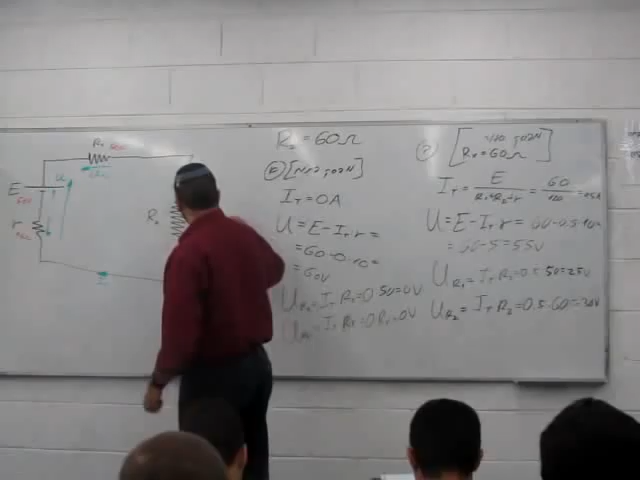 R₁
U
E
r
R₂
I
R₂ = 60Ω
I_T = 0A
U = E - I_T · r =
= 60 - 0 · 10 =
= 60V
U_R₁ = I_T R₁ = 0 · 50 = 0V
= I_T R₂ = 0 · R₂ = 0V
R₂ = 60Ω
I_T = E / (R₁ + R₂ + r) = 60 / 120 = 0.5A
U = E - I_T r = 60 - 0.5 · 10 =
= 60 - 5 = 55V
U_R₁ = I_T R₁ = 0.5 · 50 = 25V
U_R₂ = I_T R₂ = 0.5 · 60 = 30V